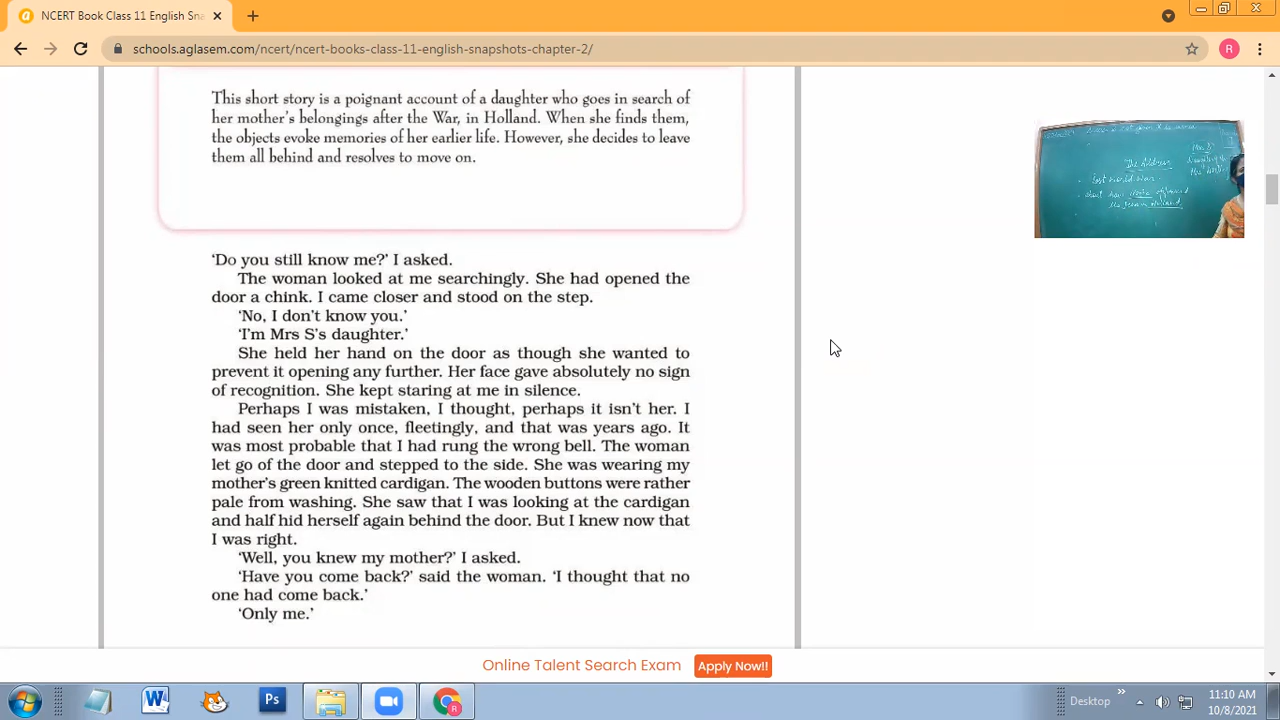 NCERT Book Class 11 English Sna
schools.aglasem.com/ncert/ncert-books-class-11-english-snapshots-chapter-2/
R
This short story is a poignant account of a daughter who goes in search of
her mother's belongings after the War, in Holland. When she finds them,
the objects evoke memories of her earlier life. However, she decides to leave
them all behind and resolves to move on.
The Address
'Do you still know me?' I asked.
The woman looked at me searchingly. She had opened the
door a chink. I came closer and stood on the step.
'No, I don't know you.'
'I'm Mrs S's daughter.'
She held her hand on the door as though she wanted to
prevent it opening any further. Her face gave absolutely no sign
of recognition. She kept staring at me in silence.
Perhaps I was mistaken, I thought, perhaps it isn't her. I
had seen her only once, fleetingly, and that was years ago. It
was most probable that I had rung the wrong bell. The woman
let go of the door and stepped to the side. She was wearing my
mother's green knitted cardigan. The wooden buttons were rather
pale from washing. She saw that I was looking at the cardigan
and half hid herself again behind the door. But I knew now that
I was right.
'Well, you knew my mother?' I asked.
'Have you come back?' said the woman. 'I thought that no
one had come back.'
'Only me.'
Online Talent Search Exam Apply Now!!
W Ps R
Desktop
11:10 AM
10/8/2021